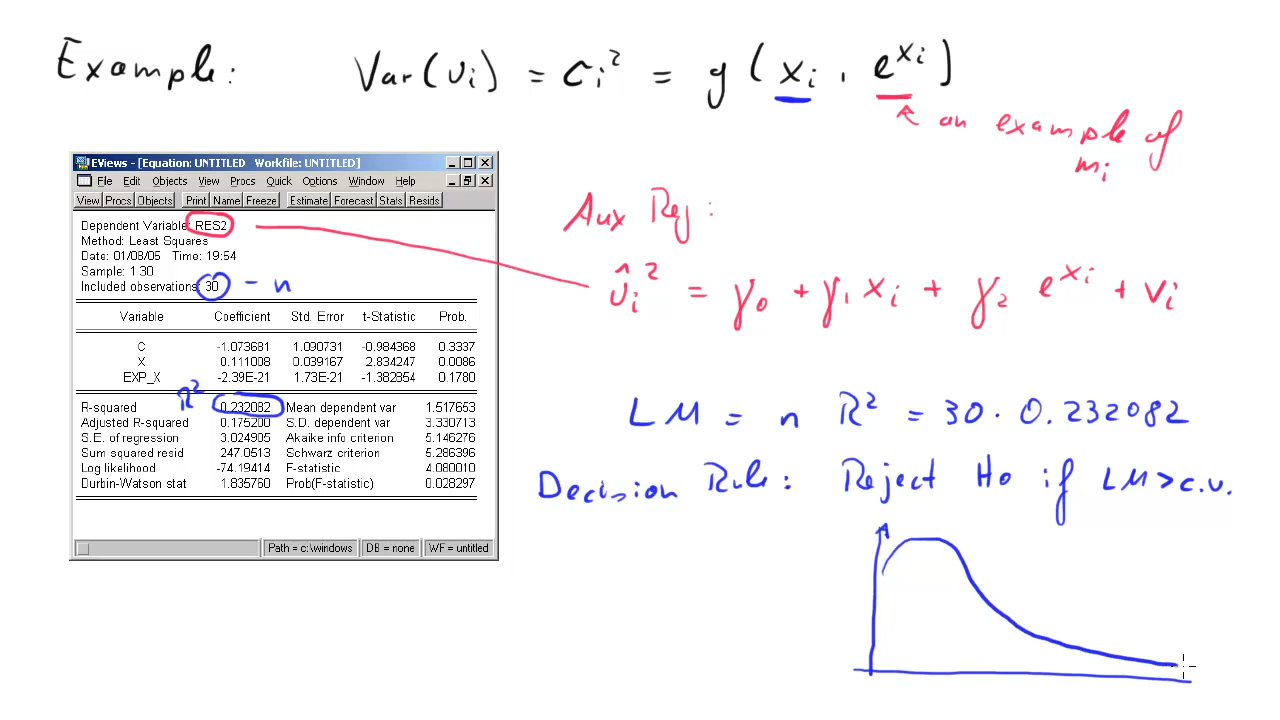 Example: Var(υi) = σi² = g(xi, e^xi)
an example of
mi
EViews - [Equation: UNTITLED Workfile: UNTITLED]
File Edit Objects View Procs Quick Options Window Help
View Procs Objects Print Name Freeze Estimate Forecast Stats Resids
Dependent Variable: RES2
Method: Least Squares
Date: 01/08/05 Time: 19:54
Sample: 1 30
Included observations: 30 - n
Variable Coefficient Std. Error t-Statistic Prob.
C -1.073681 1.090731 -0.984368 0.3337
X 0.111008 0.039167 2.834247 0.0086
EXP_X -2.39E-21 1.73E-21 -1.382854 0.1780
R²
R-squared 0.232082 Mean dependent var 1.517653
Adjusted R-squared 0.175200 S.D. dependent var 3.330713
S.E. of regression 3.024905 Akaike info criterion 5.146276
Sum squared resid 247.0513 Schwarz criterion 5.286396
Log likelihood -74.19414 F-statistic 4.080010
Durbin-Watson stat 1.835760 Prob(F-statistic) 0.028297
Path = c:\windows DB = none WF = untitled
Aux Reg:
υ̂i² = γ0 + γ1 xi + γ2 e^xi + vi
LM = n R² = 30 · 0.232082
Decision Rule: Reject Ho if LM > c.v.